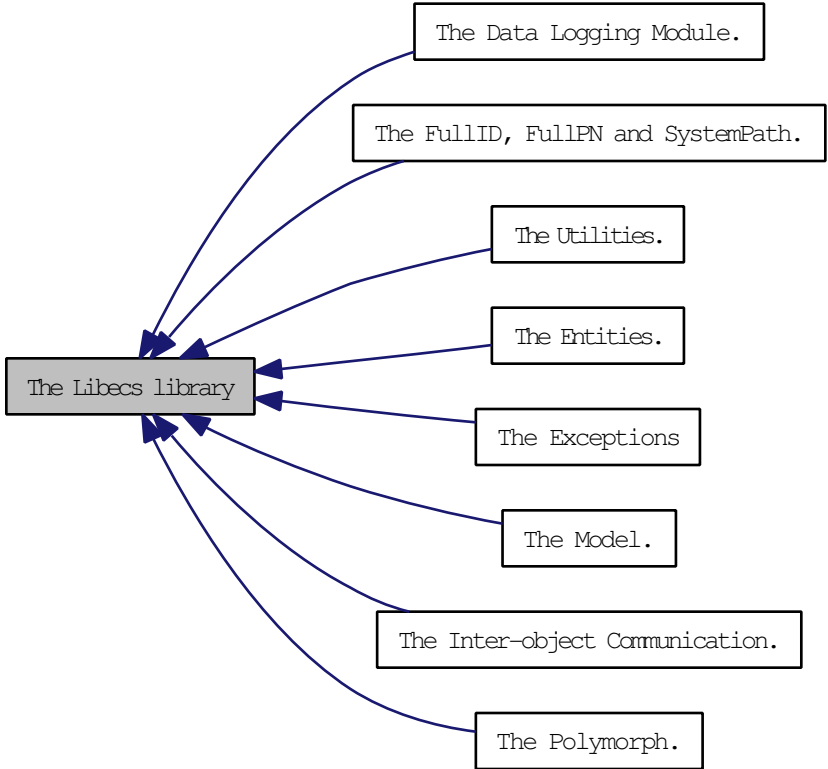 The Data Logging Module.
The FullID, FullPN and SystemPath.
The Utilities.
The Entities.
The Libecs library
The Exceptions
The Model.
The Inter-object Communication.
The Polymorph.